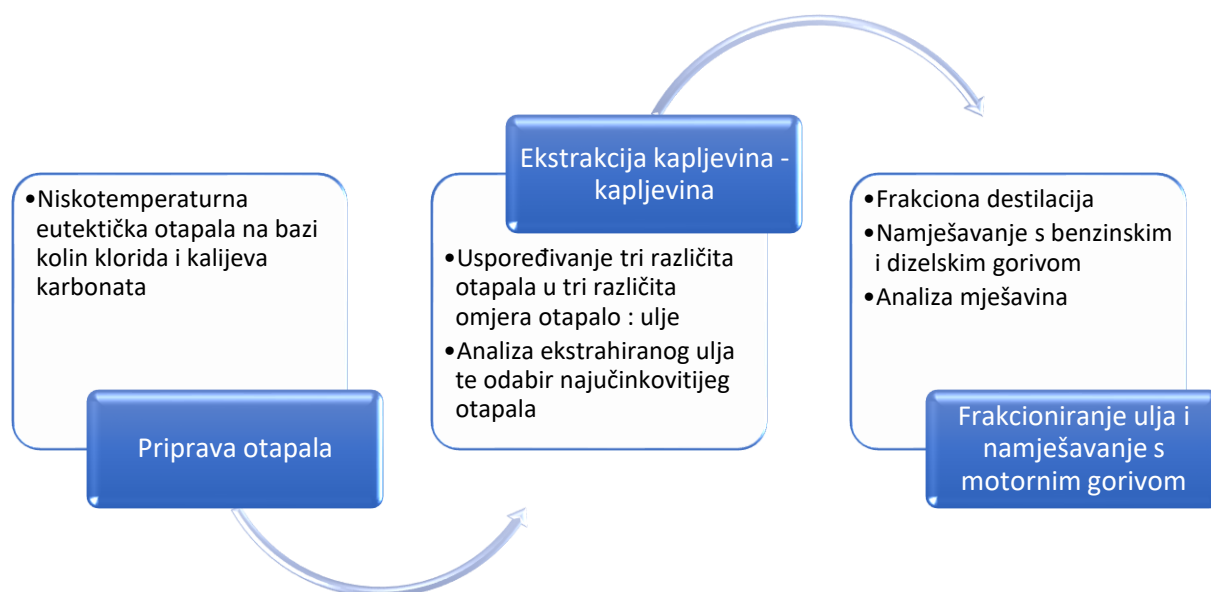 •Niskotemperaturna
eutektička otapala na bazi
kolin klorida i kalijeva
karbonata
Priprava otapala
Ekstrakcija kapljevina -
kapljevina
•Uspoređivanje tri različita
otapala u tri različita
omjera otapalo : ulje
•Analiza ekstrahiranog ulja
te odabir najučinkovitijeg
otapala
•Frakciona destilacija
•Namješavanje s benzinskim
i dizelskim gorivom
•Analiza mješavina
Frakcioniranje ulja i
namješavanje s
motornim gorivom